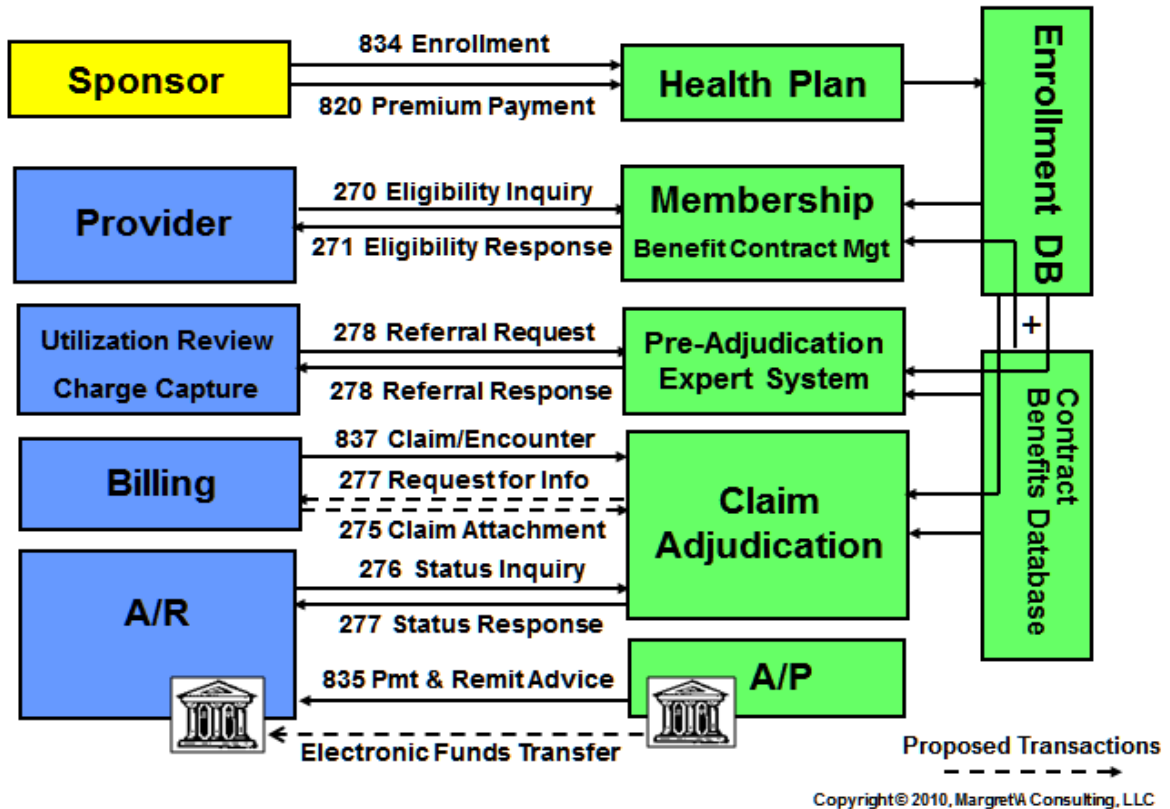 834 Enrollment
Sponsor
820 Premium Payment
Health Plan
Enrollment DB
Provider
270 Eligibility Inquiry
271 Eligibility Response
Membership
Benefit Contract Mgt
Utilization Review
Charge Capture
278 Referral Request
278 Referral Response
Pre-Adjudication
Expert System
+
Contract
Benefits Database
Billing
837 Claim/Encounter
277 Request for Info
275 Claim Attachment
Claim
Adjudication
A/R
276 Status Inquiry
277 Status Response
835 Pmt & Remit Advice
A/P
Electronic Funds Transfer
Proposed Transactions
Copyright © 2010, Margret\A Consulting, LLC